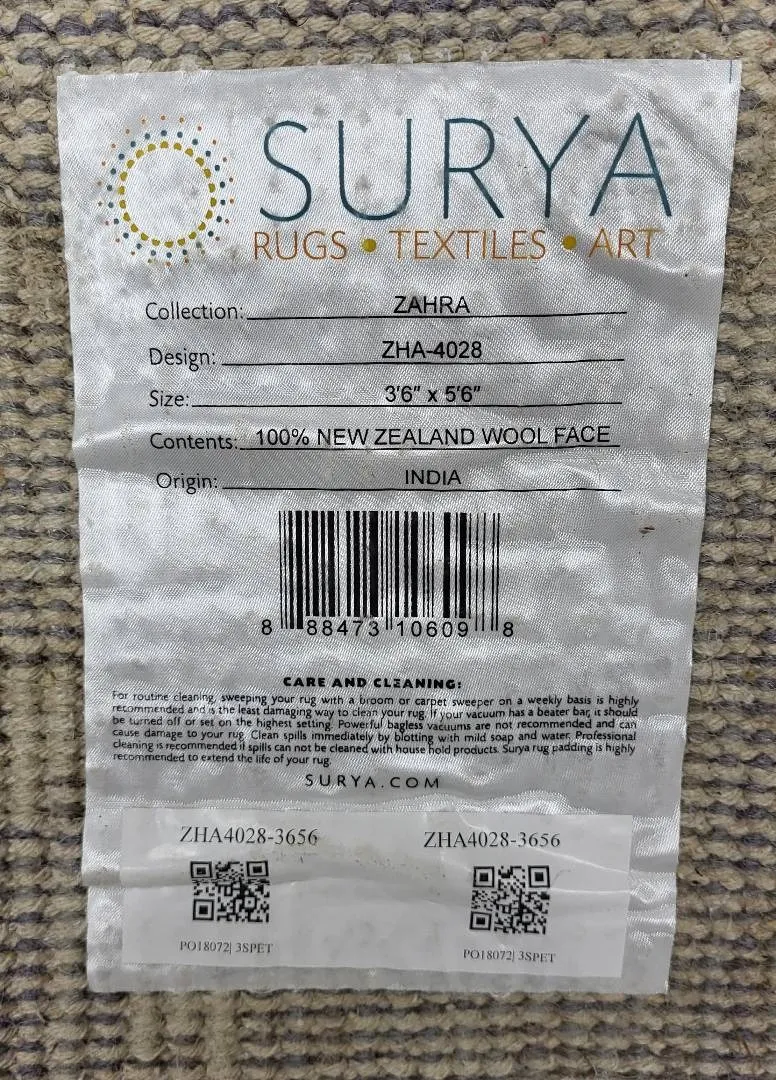 SURYA
RUGS • TEXTILES • ART
Collection: ZAHRA
Design: ZHA-4028
Size: 3'6" x 5'6"
Contents: 100% NEW ZEALAND WOOL FACE
Origin: INDIA
8 88473 10609 8
CARE AND CLEANING:
For routine cleaning, sweeping your rug with a broom or carpet sweeper on a weekly basis is highly
recommended and is the least damaging way to clean your rug. If your vacuum has a beater bar, it should
be turned off or set on the highest setting. Powerful bagless vacuums are not recommended and can
cause damage to your rug. Clean spills immediately by blotting with mild soap and water. Professional
cleaning is recommended if spills can not be cleaned with house hold products. Surya rug padding is highly
recommended to extend the life of your rug.
SURYA.COM
ZHA4028-3656 ZHA4028-3656
PO18072| 3SPET PO18072| 3SPET